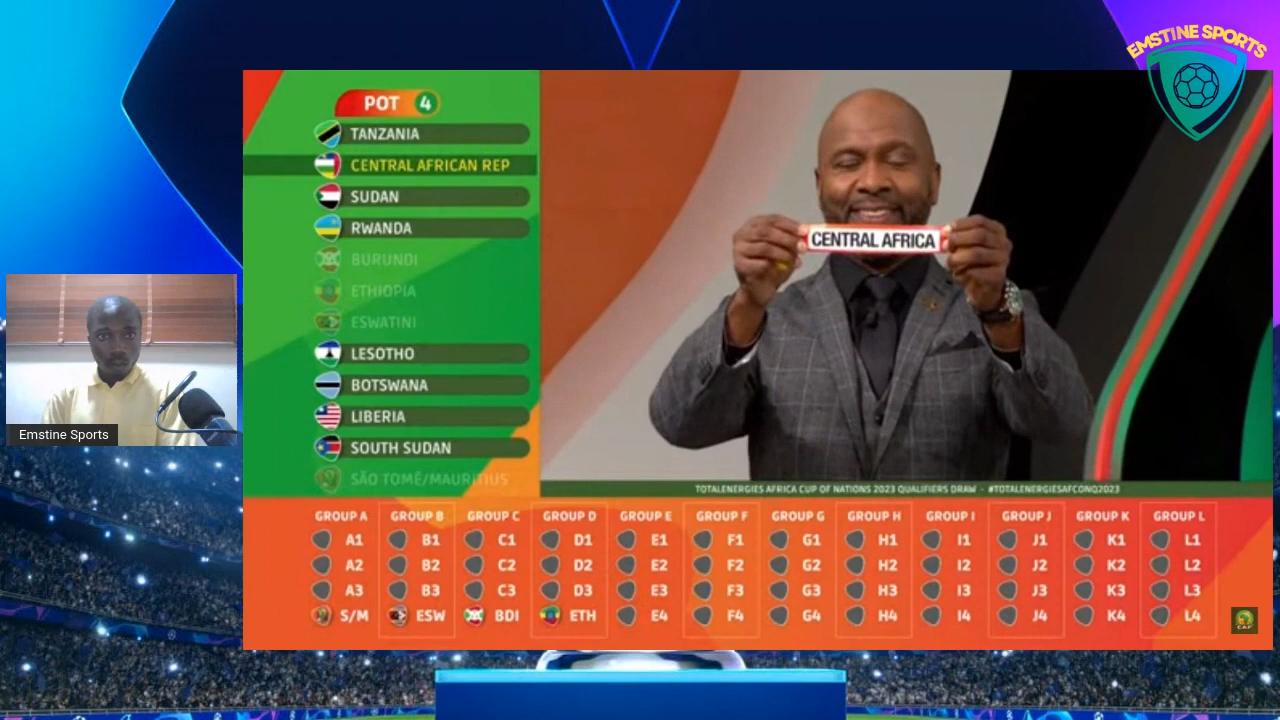 EMSTINE SPORTS
POT 4
TANZANIA
CENTRAL AFRICAN REP
SUDAN
RWANDA
BURUNDI
ETHIOPIA
ESWATINI
LESOTHO
BOTSWANA
LIBERIA
SOUTH SUDAN
SÃO TOMÉ/MAURITIUS
CENTRAL AFRICA
Emstine Sports
TOTALENERGIES AFRICA CUP OF NATIONS 2023 QUALIFIERS DRAW - #TOTALENERGIESAFCONQ2023
GROUP A GROUP B GROUP C GROUP D GROUP E GROUP F GROUP G GROUP H GROUP I GROUP J GROUP K GROUP L
A1 B1 C1 D1 E1 F1 G1 H1 I1 J1 K1 L1
A2 B2 C2 D2 E2 F2 G2 H2 I2 J2 K2 L2
A3 B3 C3 D3 E3 F3 G3 H3 I3 J3 K3 L3
S/M ESW BDI ETH E4 F4 G4 H4 I4 J4 K4 L4
CAF